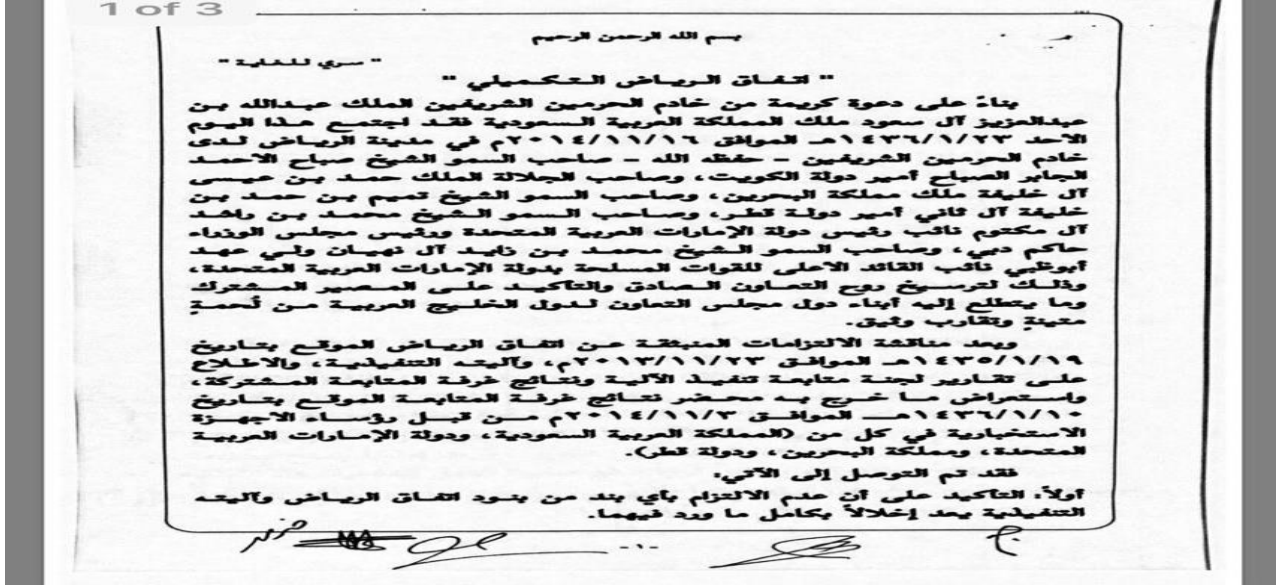 1 of 3
بسم الله الرحمن الرحيم
" سري للغاية "
" اتفاق الرياض التكميلي "
بناءً على دعوة كريمة من خادم الحرمين الشريفين الملك عبدالله بن
عبدالعزيز آل سعود ملك المملكة العربية السعودية فقد اجتمع هذا اليوم
الاحد ١٤٣٦/١/٢٣هـ الموافق ٢٠١٤/١١/١٦م في مدينة الرياض لدى
خادم الحرمين الشريفين - حفظه الله - صاحب السمو الشيخ صباح الاحمد
الجابر الصباح أمير دولة الكويت، وصاحب الجلالة الملك حمد بن عيسى
آل خليفة ملك مملكة البحرين، وصاحب السمو الشيخ تميم بن حمد بن
خليفة آل ثاني أمير دولة قطر، وصاحب السمو الشيخ محمد بن راشد
آل مكتوم نائب رئيس دولة الإمارات العربية المتحدة ورئيس مجلس الوزراء
حاكم دبي، وصاحب السمو الشيخ محمد بن زايد آل نهيان ولي عهد
أبوظبي نائب القائد الاعلى للقوات المسلحة بدولة الإمارات العربية المتحدة،
وذلك لترسيخ روح التعاون الصادق والتأكيد على المصير المشترك
وما يتطلع إليه أبناء دول مجلس التعاون لدول الخليج العربية من لُحمةٍ
متينةٍ وتقارب وثيق.
وبعد مناقشة الالتزامات المنبثقة عن اتفاق الرياض الموقع بتاريخ
١٤٣٥/١/١٩هـ الموافق ٢٠١٣/١١/٢٣م، وآليته التنفيذية، والاطلاع
على تقارير لجنة متابعة تنفيذ الآلية ونتائج غرفة المتابعة المشتركة،
واستعراض ما خرج به محضر نتائج غرفة المتابعة الموقع بتاريخ
١٤٣٦/١/١٠هـ الموافق ٢٠١٤/١١/٣م من قبل رؤساء الاجهزة
الاستخبارية في كل من (المملكة العربية السعودية، ودولة الإمارات العربية
المتحدة، ومملكة البحرين، ودولة قطر).
فقد تم التوصل إلى الآتي:
أولاً: التأكيد على أن عدم الالتزام بأي بند من بنود اتفاق الرياض وآليته
التنفيذية يعد إخلالاً بكامل ما ورد فيهما.
-١-